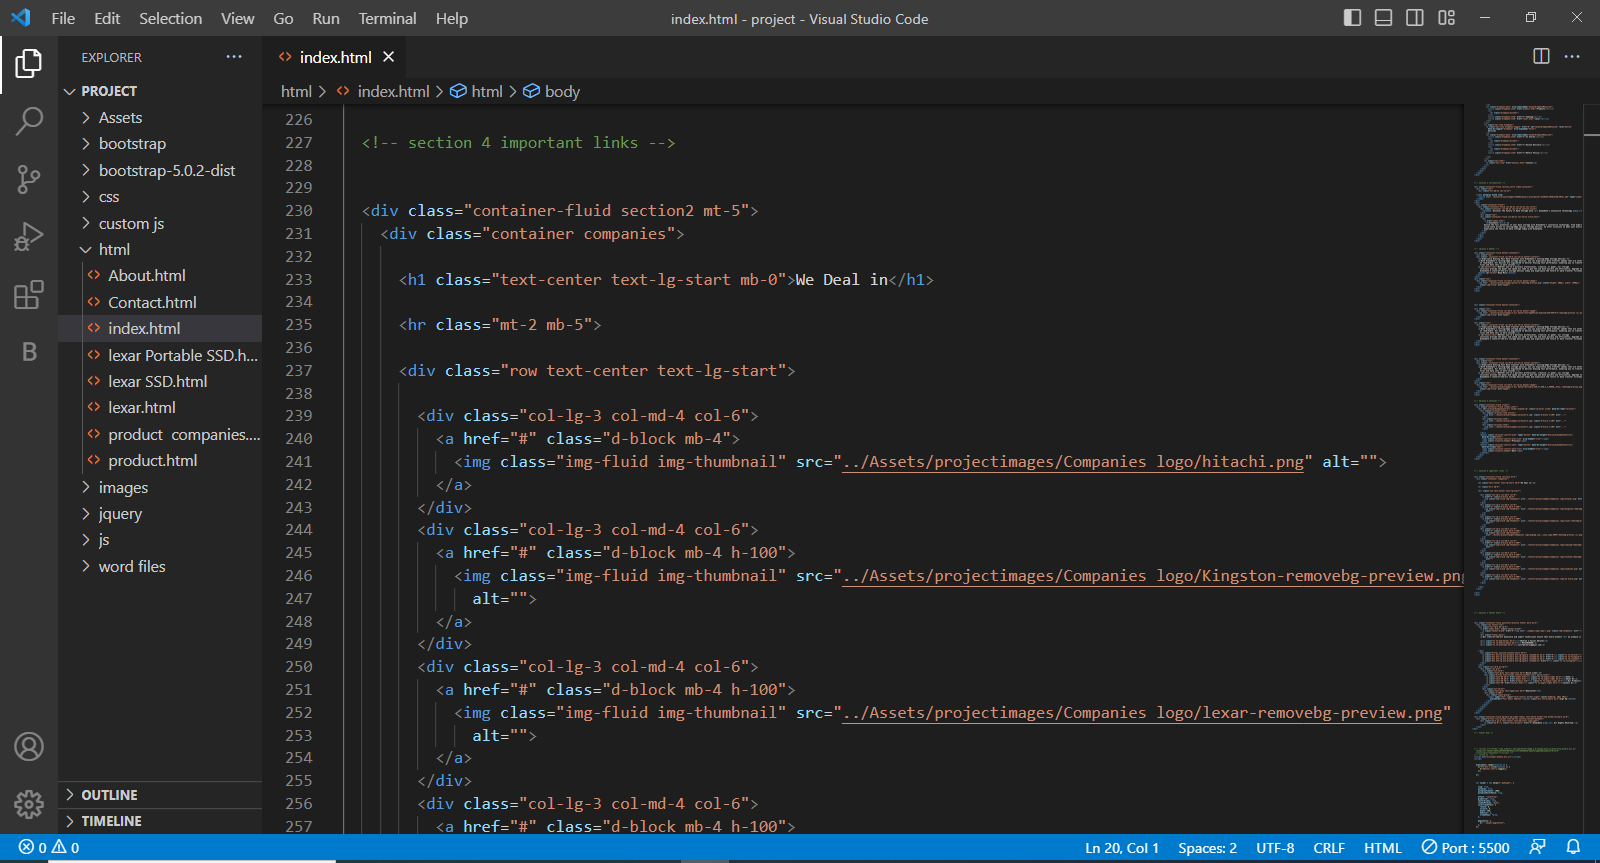 File Edit Selection View Go Run Terminal Help
index.html - project - Visual Studio Code
EXPLORER
PROJECT
Assets
bootstrap
bootstrap-5.0.2-dist
css
custom js
html
About.html
Contact.html
index.html
lexar Portable SSD.h...
lexar SSD.html
lexar.html
product companies....
product.html
images
jquery
js
word files
OUTLINE
TIMELINE
index.html
html > index.html > html > body
226
227 <!-- section 4 important links -->
228
229
230 <div class="container-fluid section2 mt-5">
231 <div class="container companies">
232
233 <h1 class="text-center text-lg-start mb-0">We Deal in</h1>
234
235 <hr class="mt-2 mb-5">
236
237 <div class="row text-center text-lg-start">
238
239 <div class="col-lg-3 col-md-4 col-6">
240 <a href="#" class="d-block mb-4">
241 <img class="img-fluid img-thumbnail" src="../Assets/projectimages/Companies logo/hitachi.png" alt="">
242 </a>
243 </div>
244 <div class="col-lg-3 col-md-4 col-6">
245 <a href="#" class="d-block mb-4 h-100">
246 <img class="img-fluid img-thumbnail" src="../Assets/projectimages/Companies logo/Kingston-removebg-preview.png
247 alt="">
248 </a>
249 </div>
250 <div class="col-lg-3 col-md-4 col-6">
251 <a href="#" class="d-block mb-4 h-100">
252 <img class="img-fluid img-thumbnail" src="../Assets/projectimages/Companies logo/lexar-removebg-preview.png"
253 alt="">
254 </a>
255 </div>
256 <div class="col-lg-3 col-md-4 col-6">
257 <a href="#" class="d-block mb-4 h-100">
0 0
Ln 20, Col 1 Spaces: 2 UTF-8 CRLF HTML Port : 5500